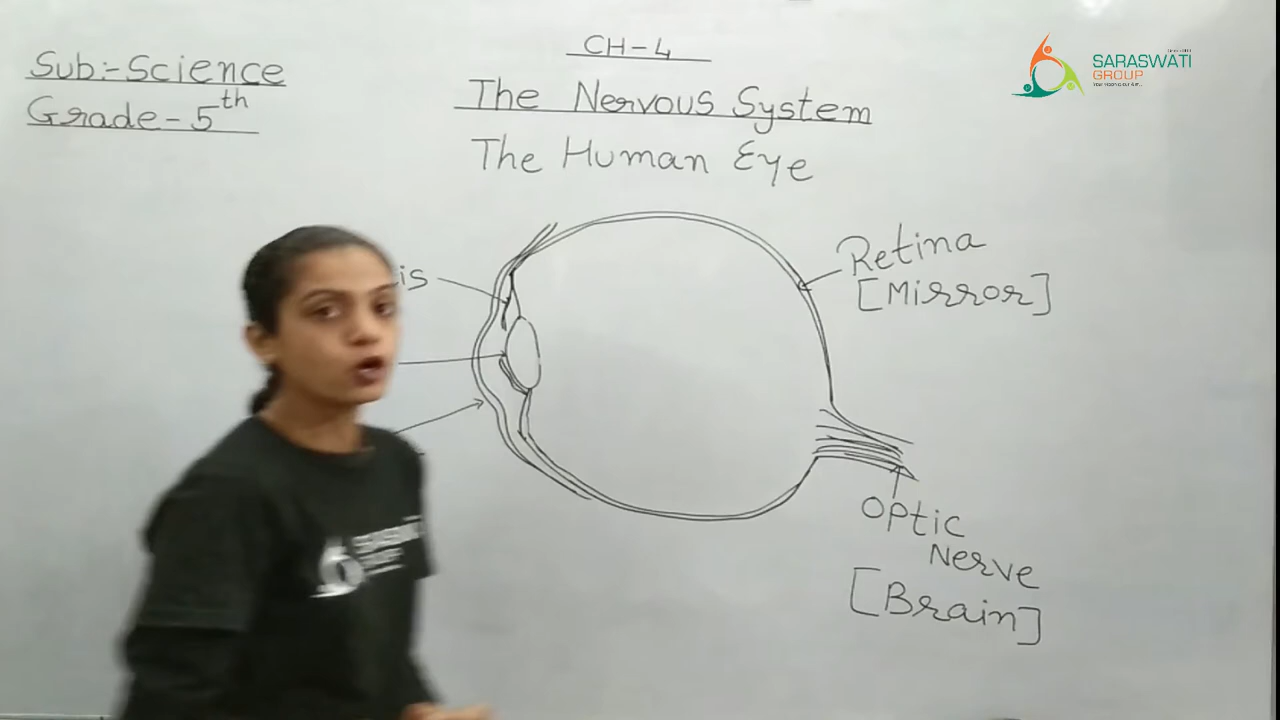 Sub:-Science
Grade-5th
CH-4
The Nervous System
The Human Eye
SARASWATI
GROUP
is
Retina
[Mirror]
Optic
Nerve
[Brain]